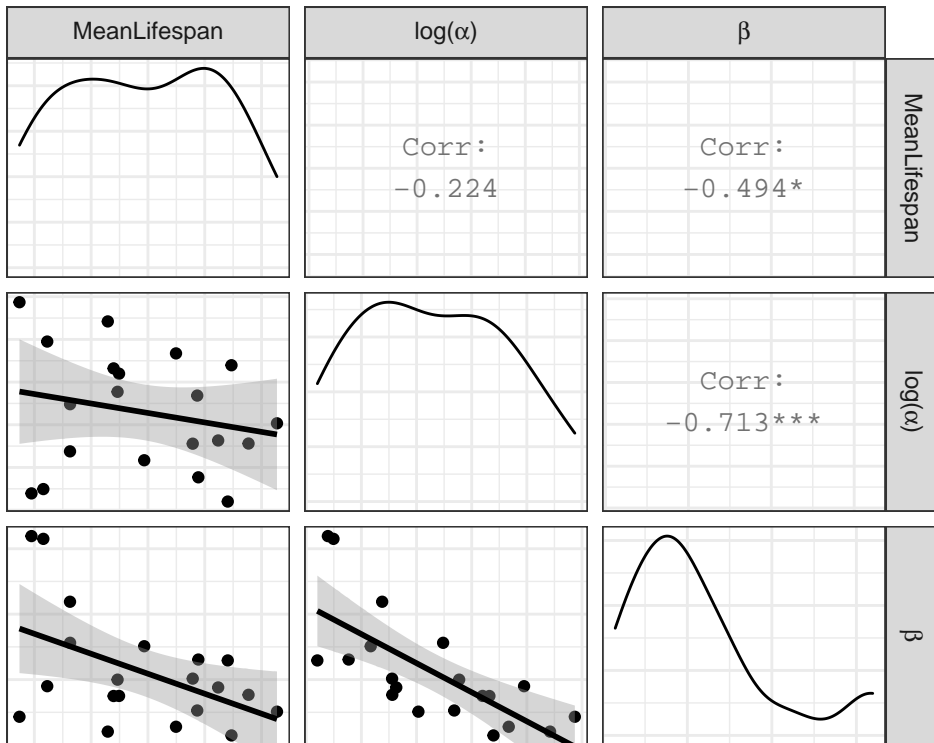 MeanLifespan
log(α)
β
Corr:
-0.224
Corr:
-0.494*
MeanLifespan
Corr:
-0.713***
log(α)
β